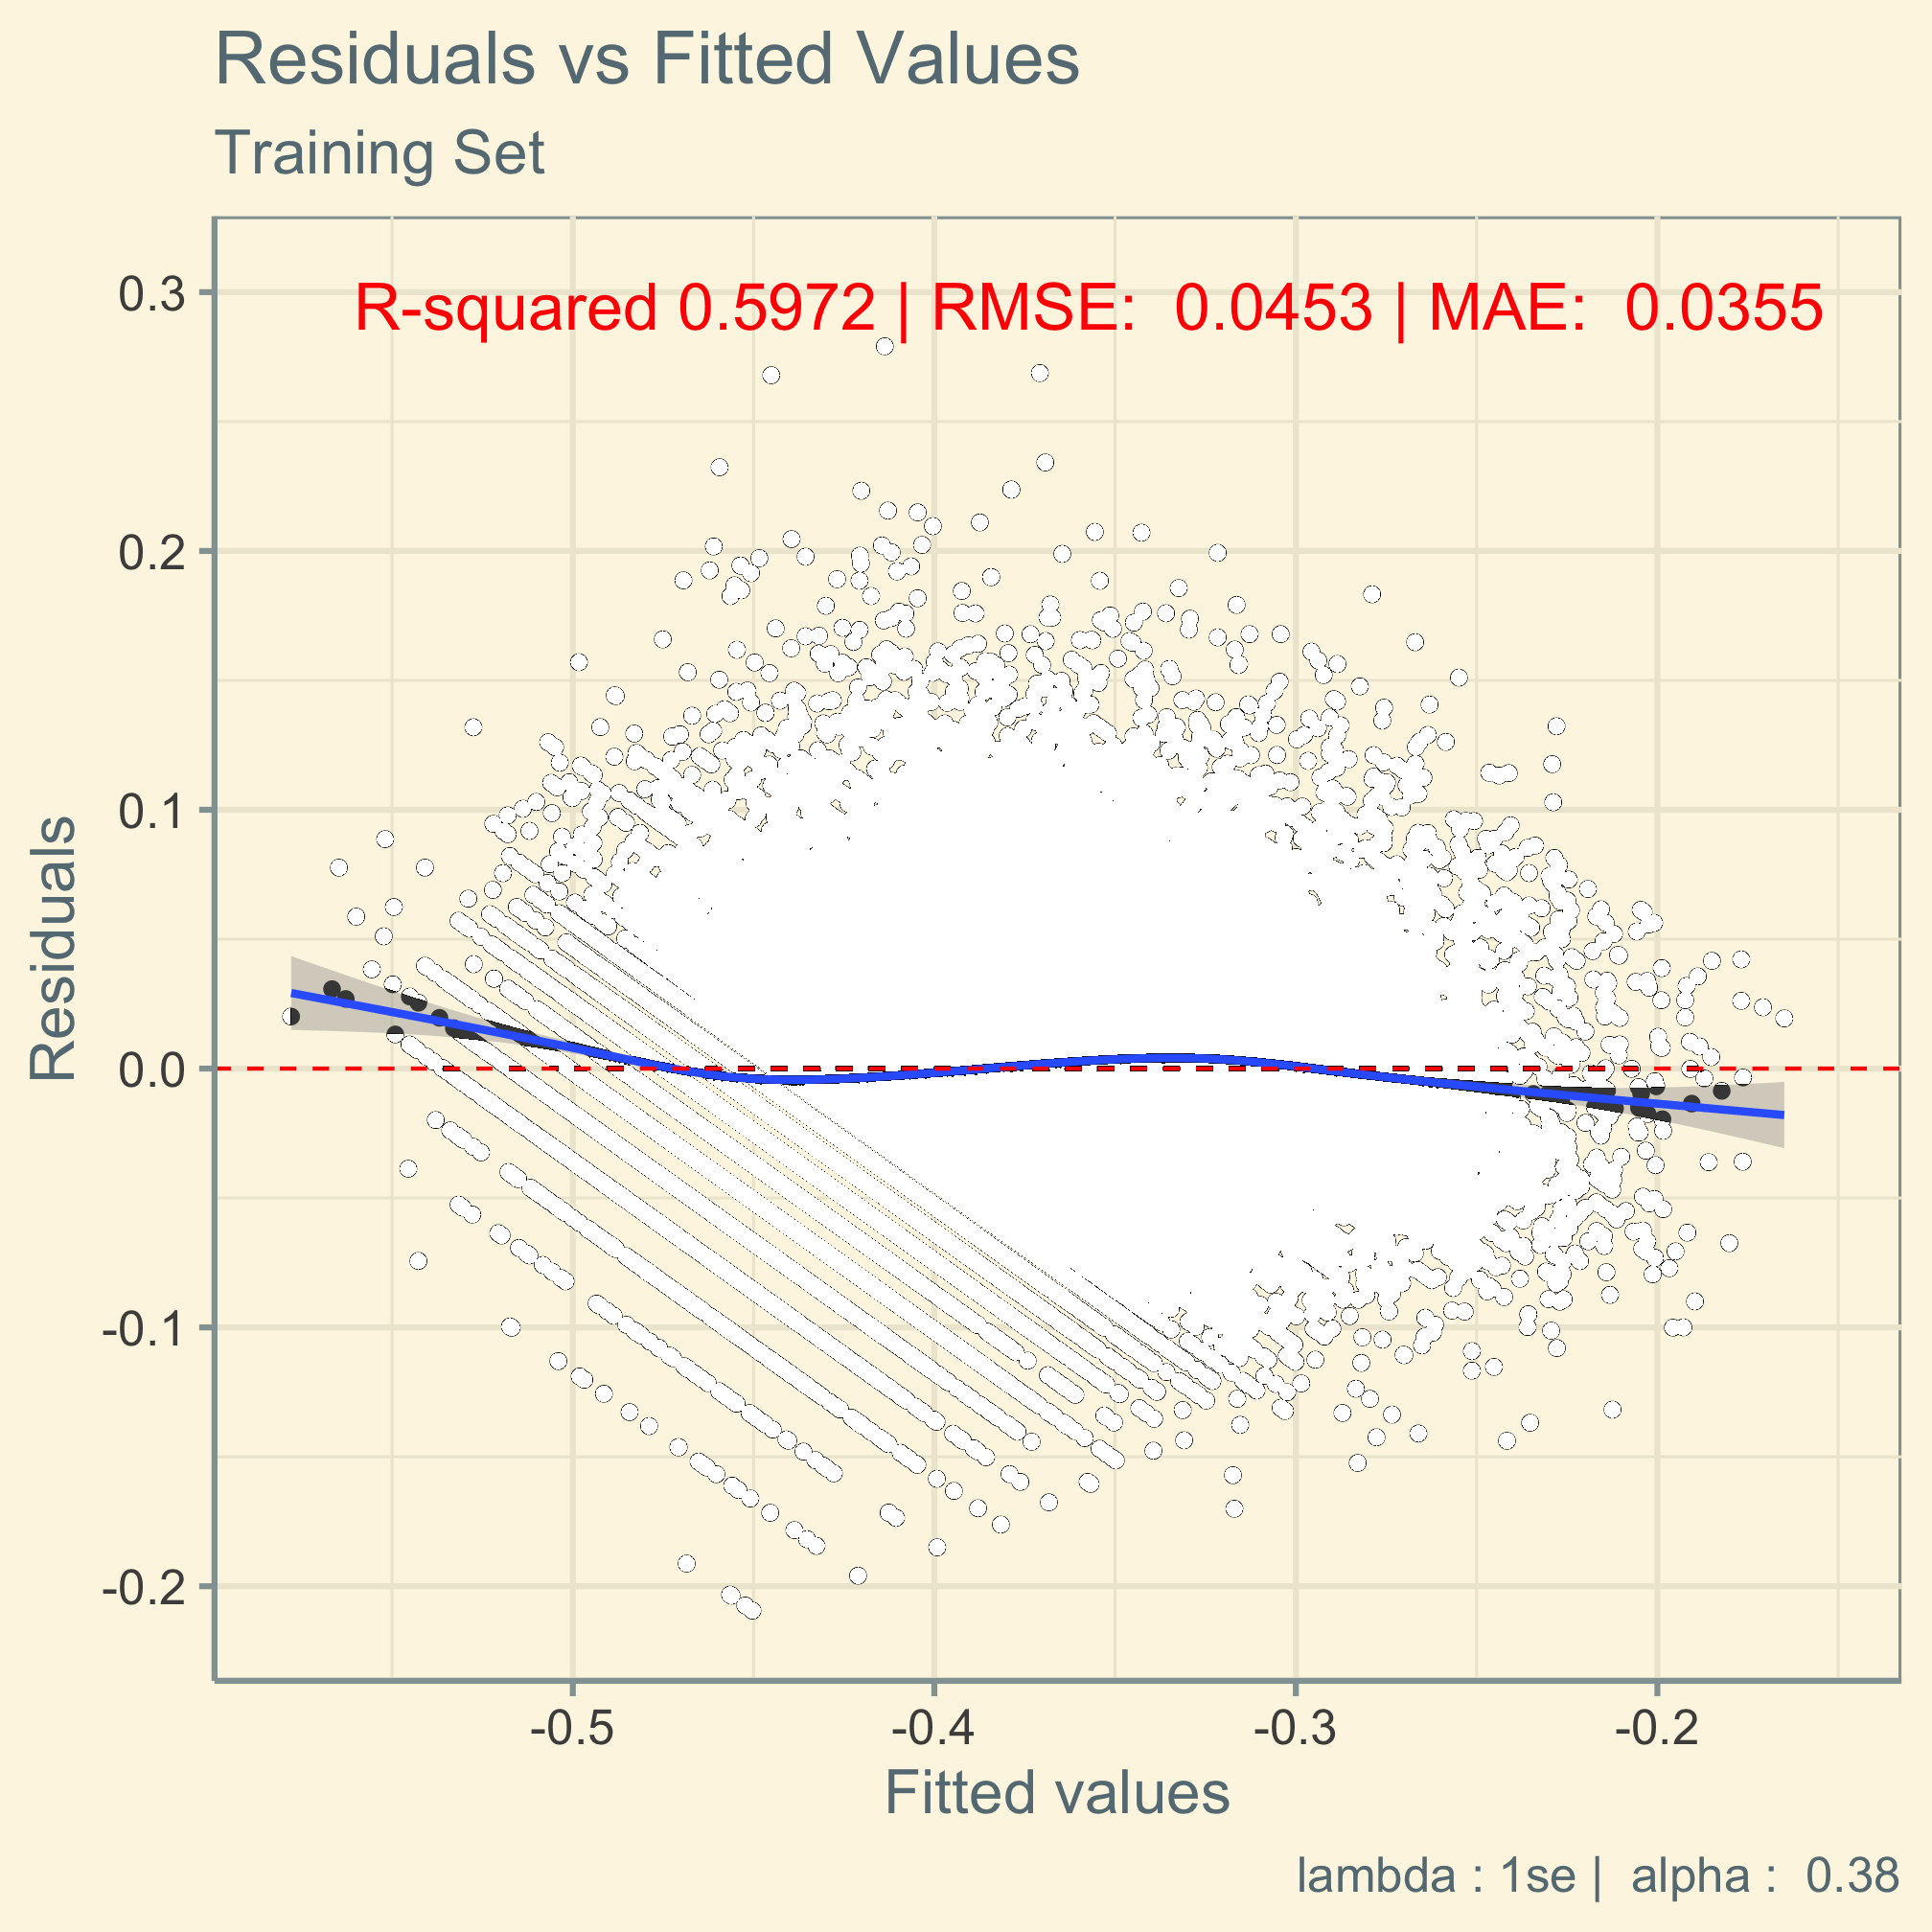 Residuals vs Fitted Values
Training Set
R-squared 0.5972 | RMSE:  0.0453 | MAE:  0.0355
0.3
0.2
0.1
0.0
-0.1
-0.2
Residuals
-0.5 -0.4 -0.3 -0.2
Fitted values
lambda : 1se |  alpha :  0.38